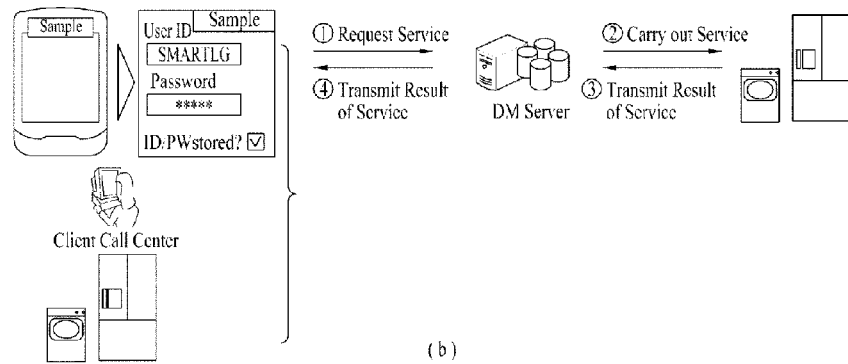 Sample
User ID
Sample
SMARTLG
Password
*****
ID/PWstored?
Client Call Center
① Request Service
④ Transmit Result
of Service
DM Server
② Carry out Service
③ Transmit Result
of Service
(b)